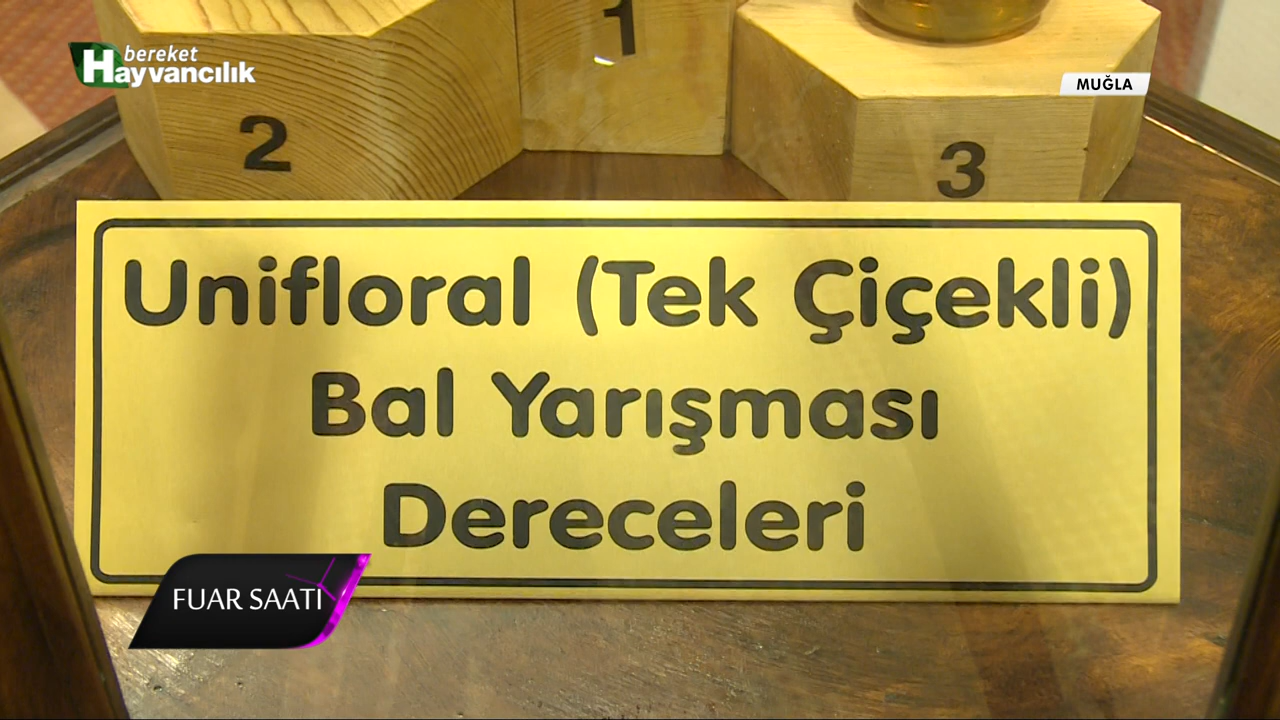 bereket
Hayvancılık
MUĞLA
1
2
3
Unifloral (Tek Çiçekli)
Bal Yarışması
Dereceleri
FUAR SAATİ